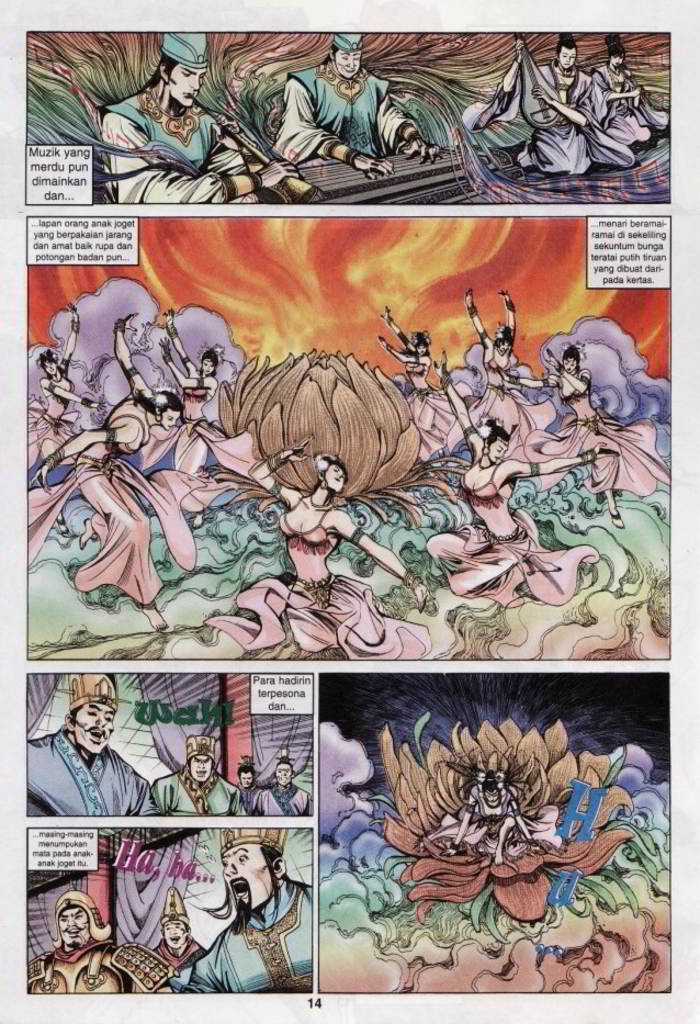 Muzik yang
merdu pun
dimainkan
dan...
...lapan orang anak joget
yang berpakaian jarang
dan amat baik rupa dan
potongan badan pun...
...menari beramai-
ramai di sekeliling
sekuntum bunga
teratai putih tiruan
yang dibuat dari-
pada kertas.
Para hadirin
terpesona
dan...
Wah!
...masing-masing
menumpukan
mata pada anak-
anak joget itu.
Ha, ha...
H
u
...
14